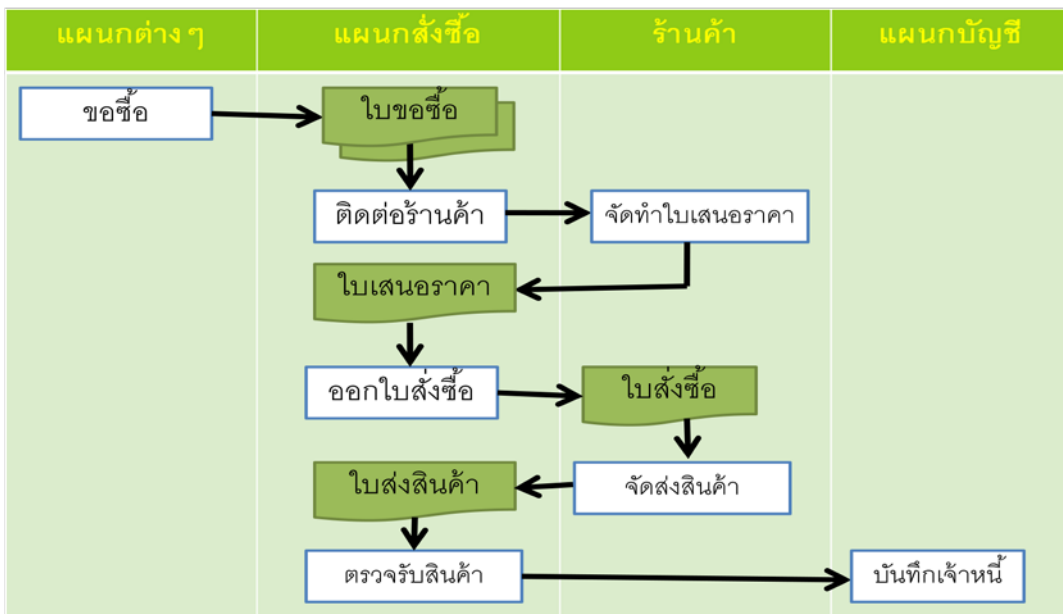 แผนกต่าง ๆ
แผนกสั่งซื้อ
ร้านค้า
แผนกบัญชี
ขอซื้อ
ใบขอซื้อ
ติดต่อร้านค้า
จัดทำใบเสนอราคา
ใบเสนอราคา
ออกใบสั่งซื้อ
ใบสั่งซื้อ
ใบส่งสินค้า
จัดส่งสินค้า
ตรวจรับสินค้า
บันทึกเจ้าหนี้